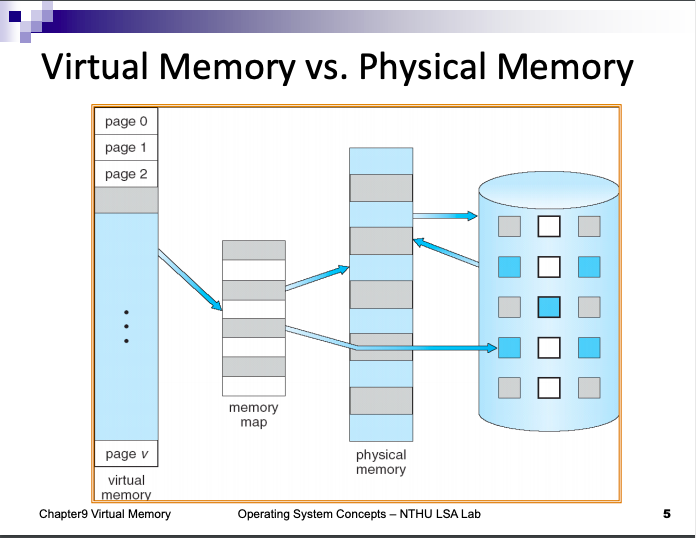 Virtual Memory vs. Physical Memory
page 0
page 1
page 2
page v
virtual
memory
memory
map
physical
memory
Chapter9 Virtual Memory
Operating System Concepts – NTHU LSA Lab
5